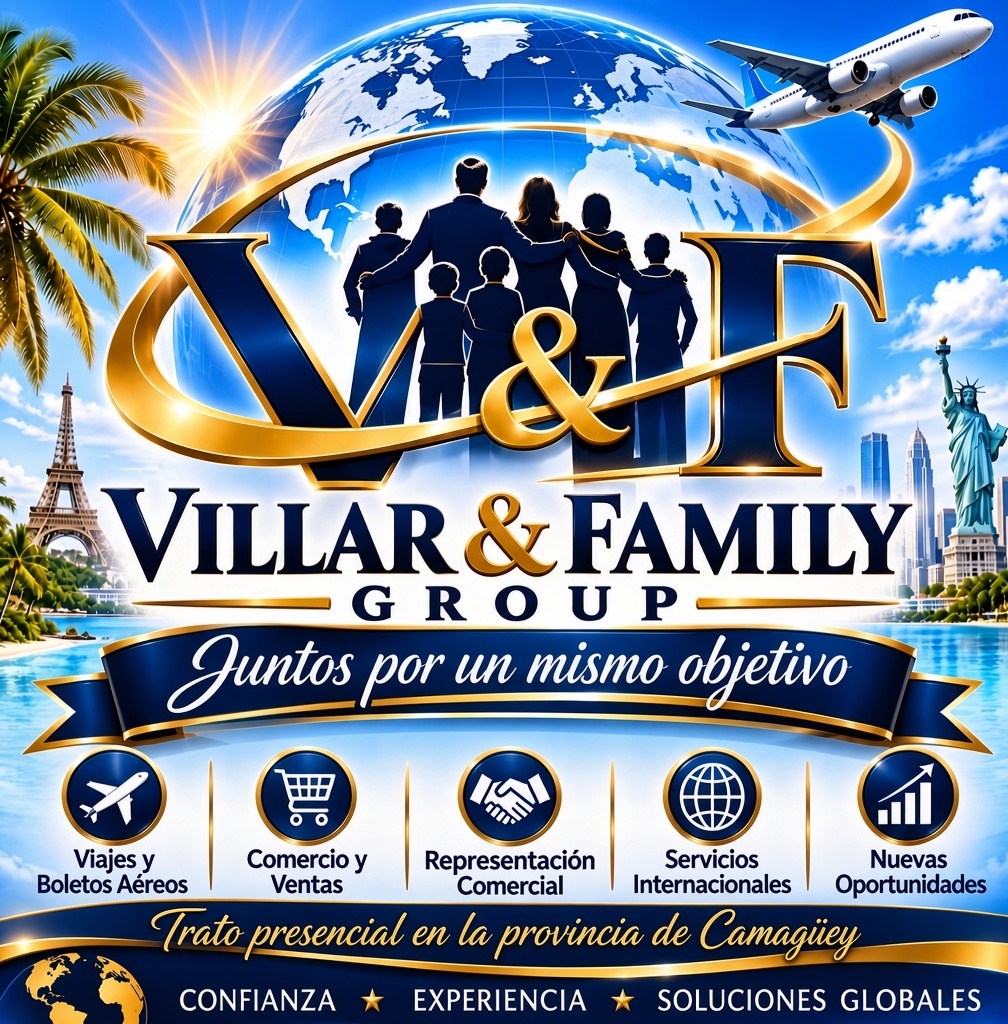 V&F
VILLAR & FAMILY
GROUP
Juntos por un mismo objetivo
Viajes y
Boletos Aéreos
Comercio y
Ventas
Representación
Comercial
Servicios
Internacionales
Nuevas
Oportunidades
Trato presencial en la provincia de Camagüey
CONFIANZA ★ EXPERIENCIA ★ SOLUCIONES GLOBALES